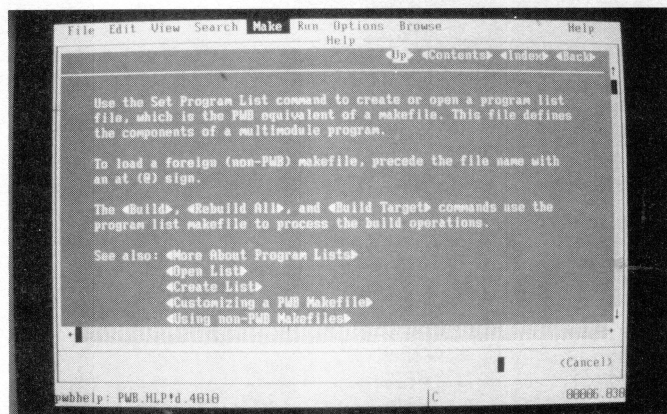 File Edit View Search Make Run Options Browse Help
Help
◄Up► ◄Contents► ◄Index► ◄Back►
Use the Set Program List command to create or open a program list
file, which is the PWB equivalent of a makefile. This file defines
the components of a multimodule program.
To load a foreign (non-PWB) makefile, precede the file name with
an at (@) sign.
The ◄Build►, ◄Rebuild All►, and ◄Build Target► commands use the
program list makefile to process the build operations.
See also: ◄More About Program Lists►
◄Open List►
◄Create List►
◄Customizing a PWB Makefile►
◄Using non-PWB Makefiles►
<Cancel>
pwbhelp: PWB.HLP!d.4010 C 00006.030